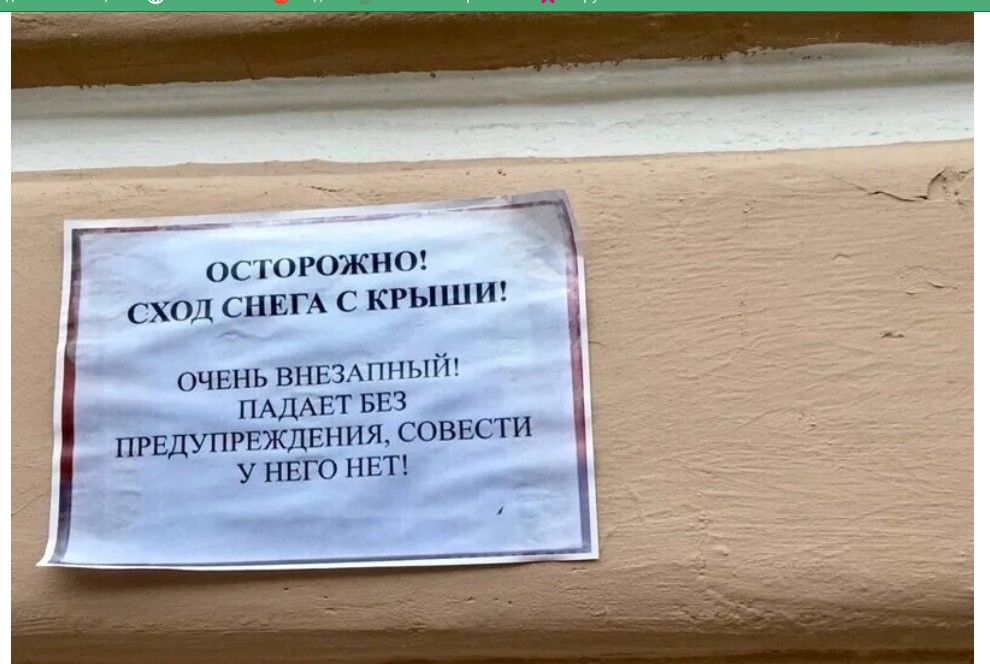 ОСТОРОЖНО!
СХОД СНЕГА С КРЫШИ!
ОЧЕНЬ ВНЕЗАПНЫЙ!
ПАДАЕТ БЕЗ
ПРЕДУПРЕЖДЕНИЯ, СОВЕСТИ
У НЕГО НЕТ!